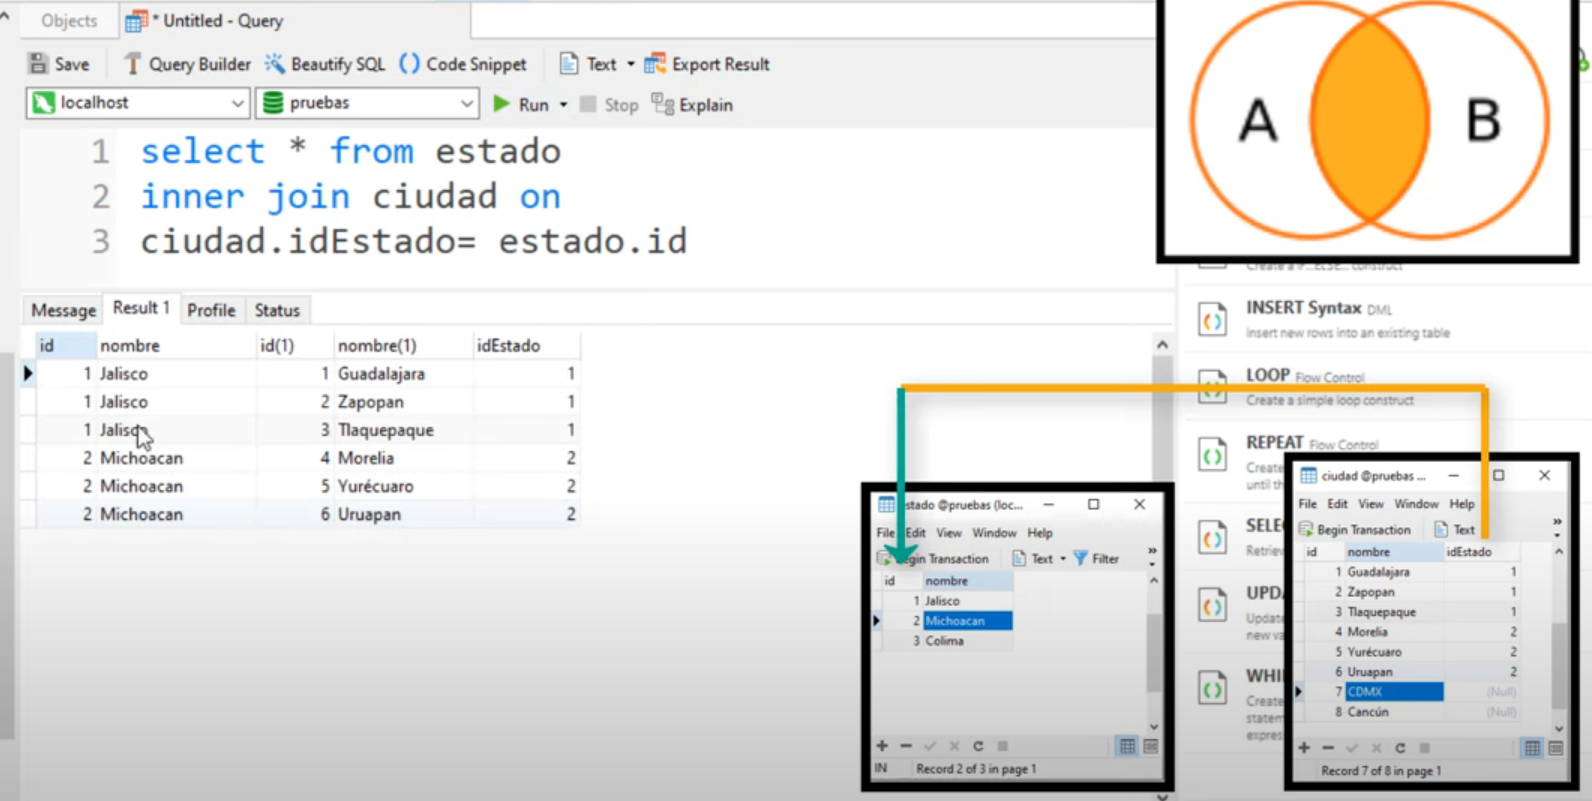 Objects * Untitled - Query
Save Query Builder Beautify SQL Code Snippet Text Export Result
localhost pruebas Run Stop Explain
1 select * from estado
2 inner join ciudad on
3 ciudad.idEstado= estado.id
A B
Message Result 1 Profile Status
id nombre id(1) nombre(1) idEstado
1 Jalisco 1 Guadalajara 1
1 Jalisco 2 Zapopan 1
1 Jalisco 3 Tlaquepaque 1
2 Michoacan 4 Morelia 2
2 Michoacan 5 Yurécuaro 2
2 Michoacan 6 Uruapan 2
Create a IF...ELSE... construct
INSERT Syntax DML
Insert new rows into an existing table
LOOP Flow Control
Create a simple loop construct
REPEAT Flow Control
Create
until th
SELE
Retriev
UPDA
Update
new va
WHI
Create
statem
expres
estado @pruebas (loc...
File Edit View Window Help
Begin Transaction Text Filter
id nombre
1 Jalisco
2 Michoacan
3 Colima
IN Record 2 of 3 in page 1
ciudad @pruebas ...
File Edit View Window Help
Begin Transaction Text
id nombre idEstado
1 Guadalajara 1
2 Zapopan 1
3 Tlaquepaque 1
4 Morelia 2
5 Yurécuaro 2
6 Uruapan 2
7 CDMX (Null)
8 Cancún (Null)
Record 7 of 8 in page 1